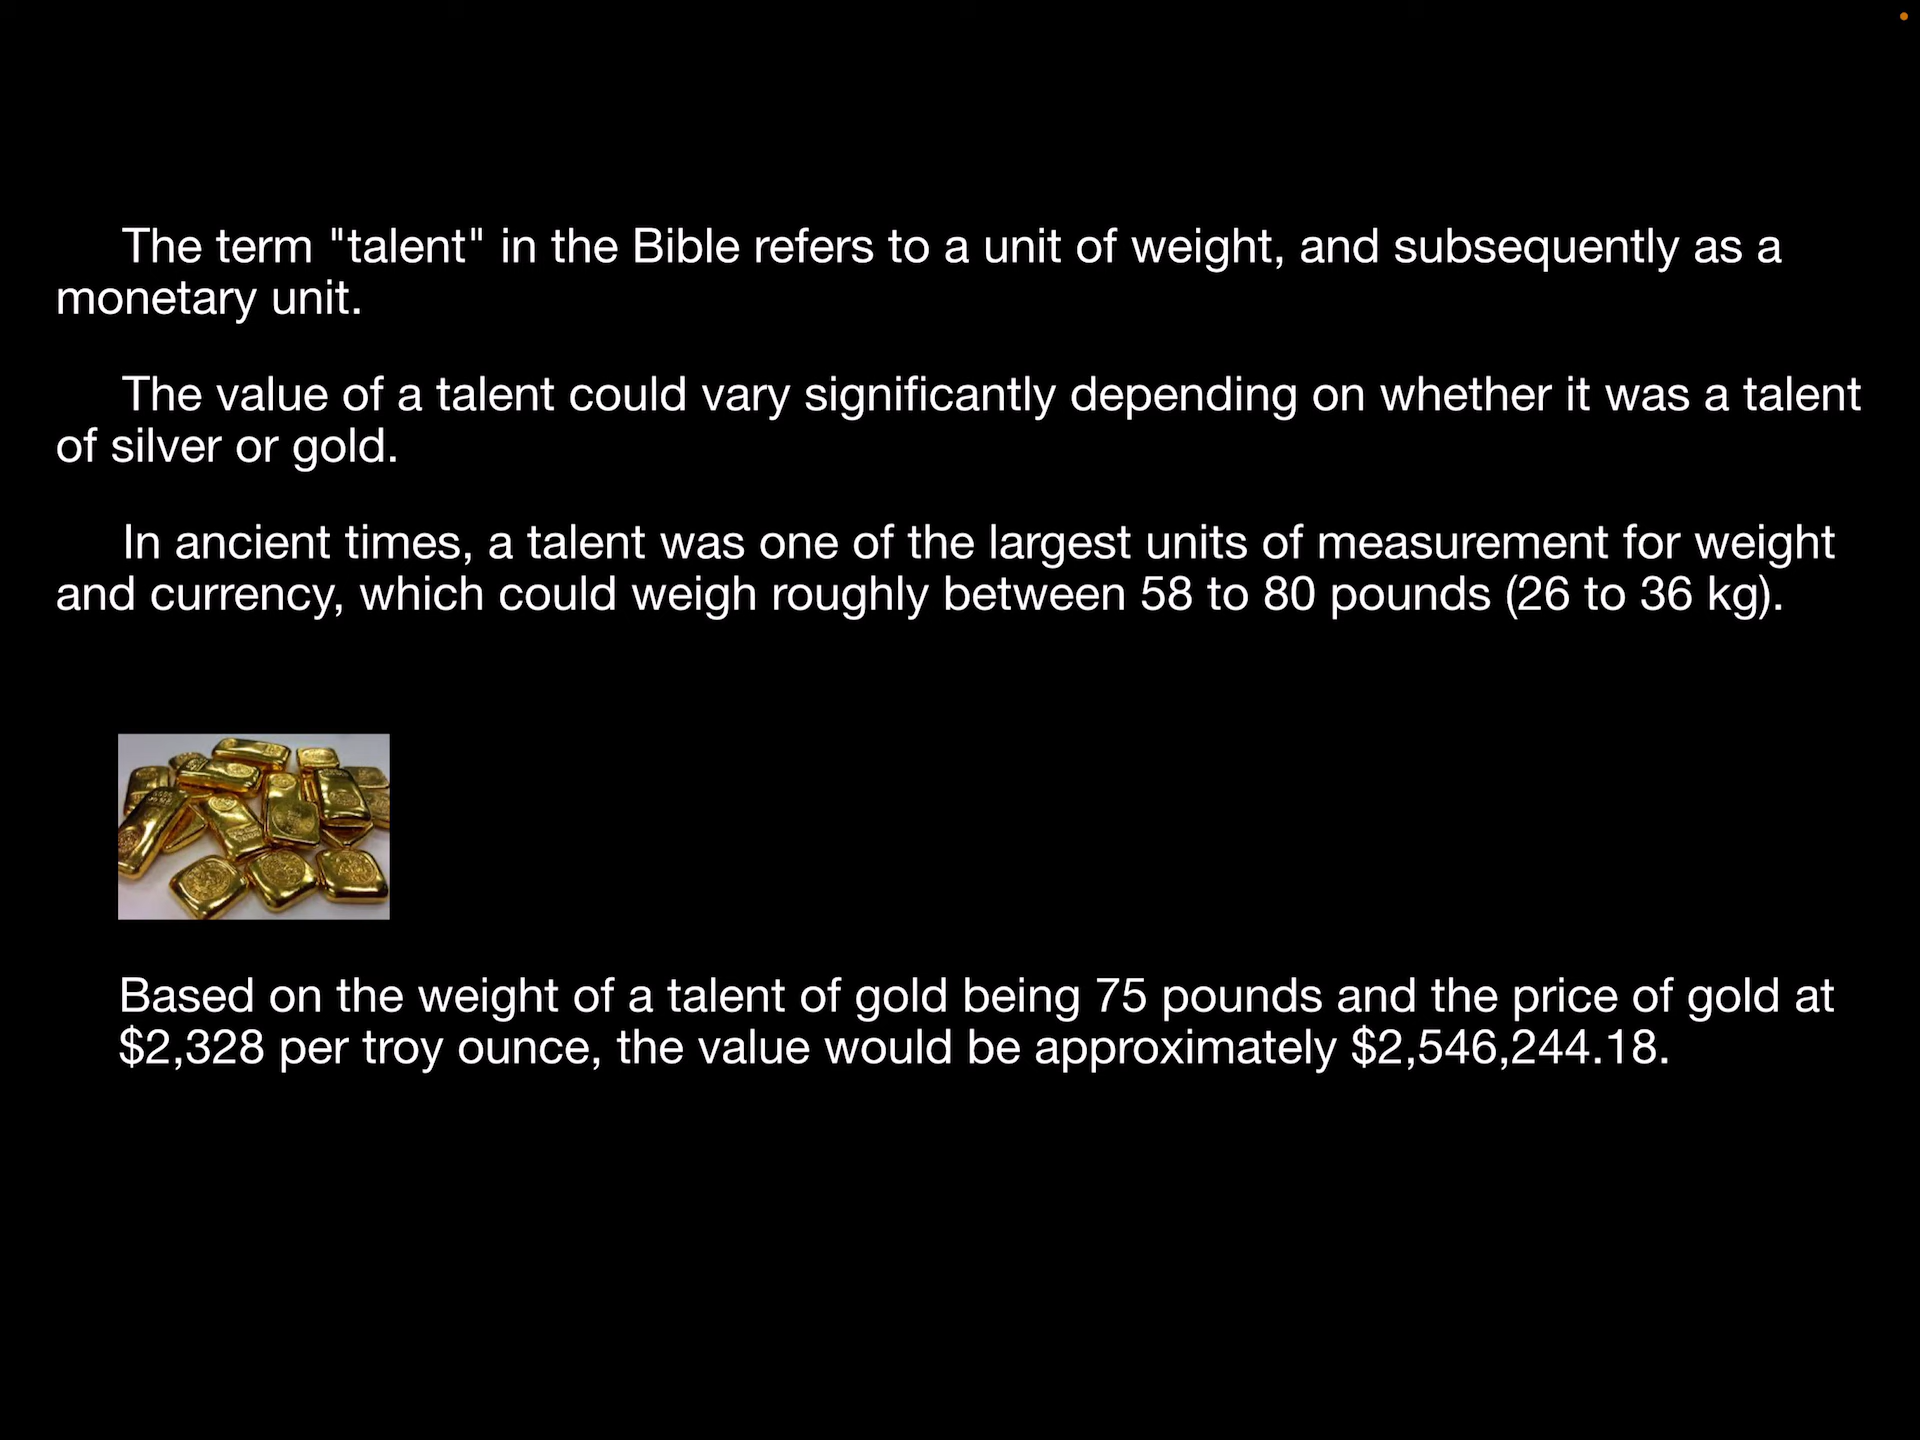 The term "talent" in the Bible refers to a unit of weight, and subsequently as a
monetary unit.
The value of a talent could vary significantly depending on whether it was a talent
of silver or gold.
In ancient times, a talent was one of the largest units of measurement for weight
and currency, which could weigh roughly between 58 to 80 pounds (26 to 36 kg).
Based on the weight of a talent of gold being 75 pounds and the price of gold at
$2,328 per troy ounce, the value would be approximately $2,546,244.18.